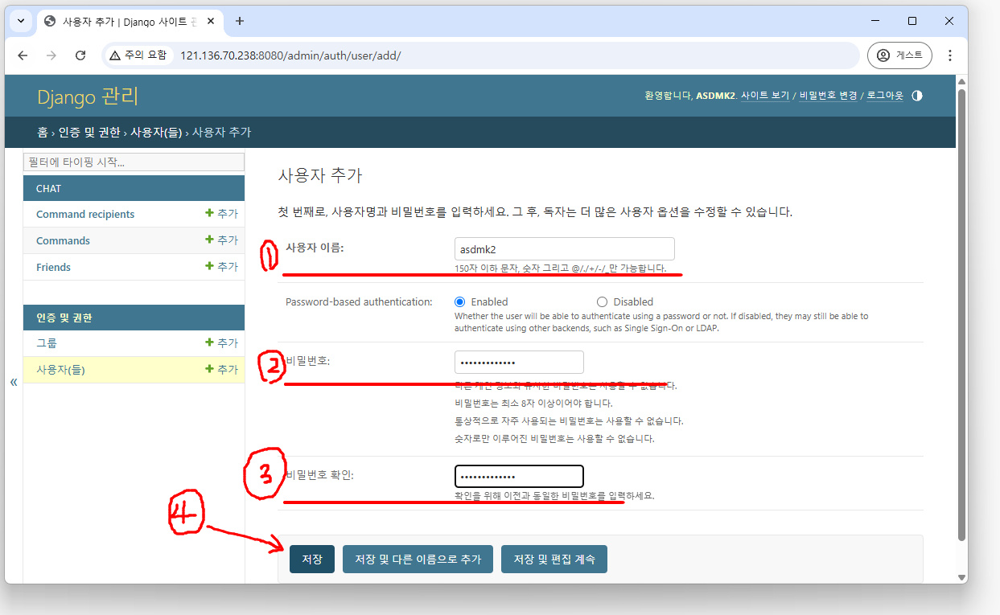 사용자 추가 | Django 사이트 관
주의 요함 121.136.70.238:8080/admin/auth/user/add/ 게스트
Django 관리
환영합니다, ASDMK2. 사이트 보기 / 비밀번호 변경 / 로그아웃
홈 › 인증 및 권한 › 사용자(들) › 사용자 추가
필터에 타이핑 시작...
CHAT
Command recipients + 추가
Commands + 추가
Friends + 추가
인증 및 권한
그룹 + 추가
사용자(들) + 추가
«
사용자 추가
첫 번째로, 사용자명과 비밀번호를 입력하세요. 그 후, 독자는 더 많은 사용자 옵션을 수정할 수 있습니다.
1 사용자 이름: asdmk2
150자 이하 문자, 숫자 그리고 @/./+/-/_만 가능합니다.
Password-based authentication: Enabled Disabled
Whether the user will be able to authenticate using a password or not. If disabled, they may still be able to
authenticate using other backends, such as Single Sign-On or LDAP.
2 비밀번호: •••••••••••••
다른 개인 정보와 유사한 비밀번호는 사용할 수 없습니다.
비밀번호는 최소 8자 이상이어야 합니다.
통상적으로 자주 사용되는 비밀번호는 사용할 수 없습니다.
숫자로만 이루어진 비밀번호는 사용할 수 없습니다.
3 비밀번호 확인: •••••••••••••
확인을 위해 이전과 동일한 비밀번호를 입력하세요.
4
저장 저장 및 다른 이름으로 추가 저장 및 편집 계속